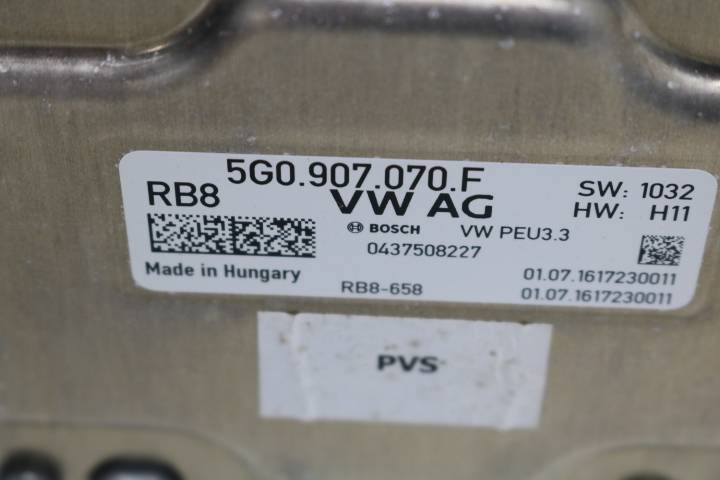 5G0.907.070.F
RB8 VW AG SW: 1032
HW: H11
BOSCH VW PEU3.3
0437508227
Made in Hungary 01.07.1617230011
RB8-658 01.07.1617230011
PVS